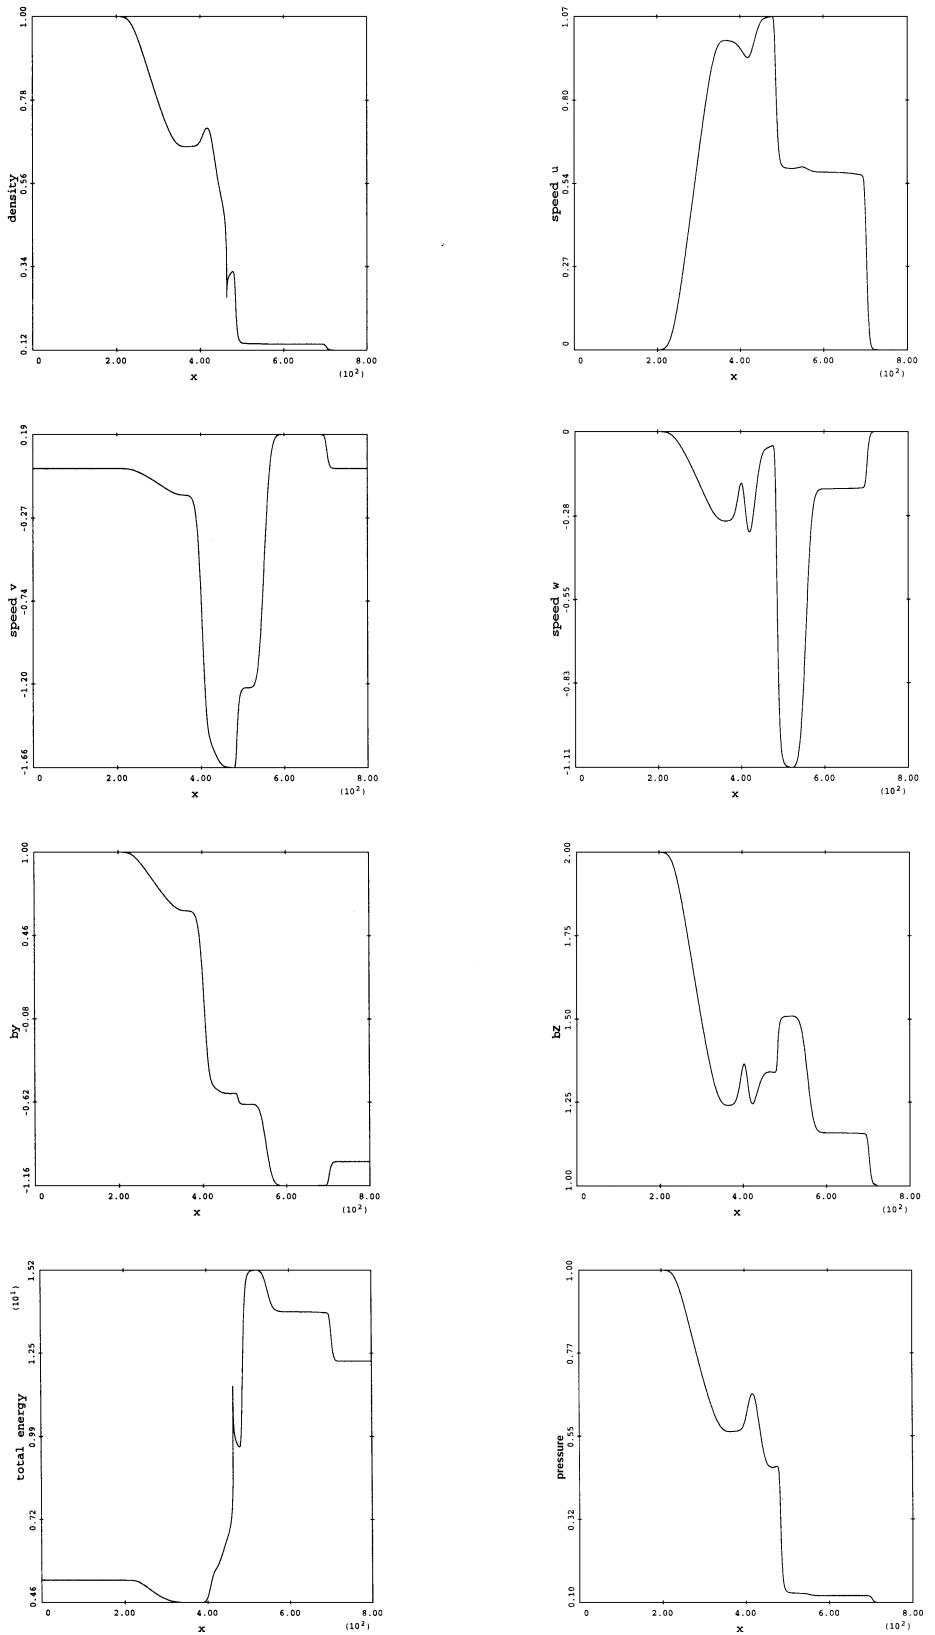 1.00
0.78
0.56
0.34
0.12
density
0 2.00 4.00 6.00 8.00
x (10²)
1.07
0.80
0.54
0.27
0
speed u
0 2.00 4.00 6.00 8.00
x (10²)
0.19
-0.27
-0.74
-1.20
-1.66
speed v
0 2.00 4.00 6.00 8.00
x (10²)
0
-0.28
-0.55
-0.83
-1.11
speed w
0 2.00 4.00 6.00 8.00
x (10²)
1.00
0.46
-0.08
-0.62
-1.16
by
0 2.00 4.00 6.00 8.00
x (10²)
2.00
1.75
1.50
1.25
1.00
bz
0 2.00 4.00 6.00 8.00
x (10²)
1.52
(10¹)
1.25
0.99
0.72
0.46
total energy
0 2.00 4.00 6.00 8.00
x (10²)
1.00
0.77
0.55
0.32
0.10
pressure
0 2.00 4.00 6.00 8.00
x (10²)